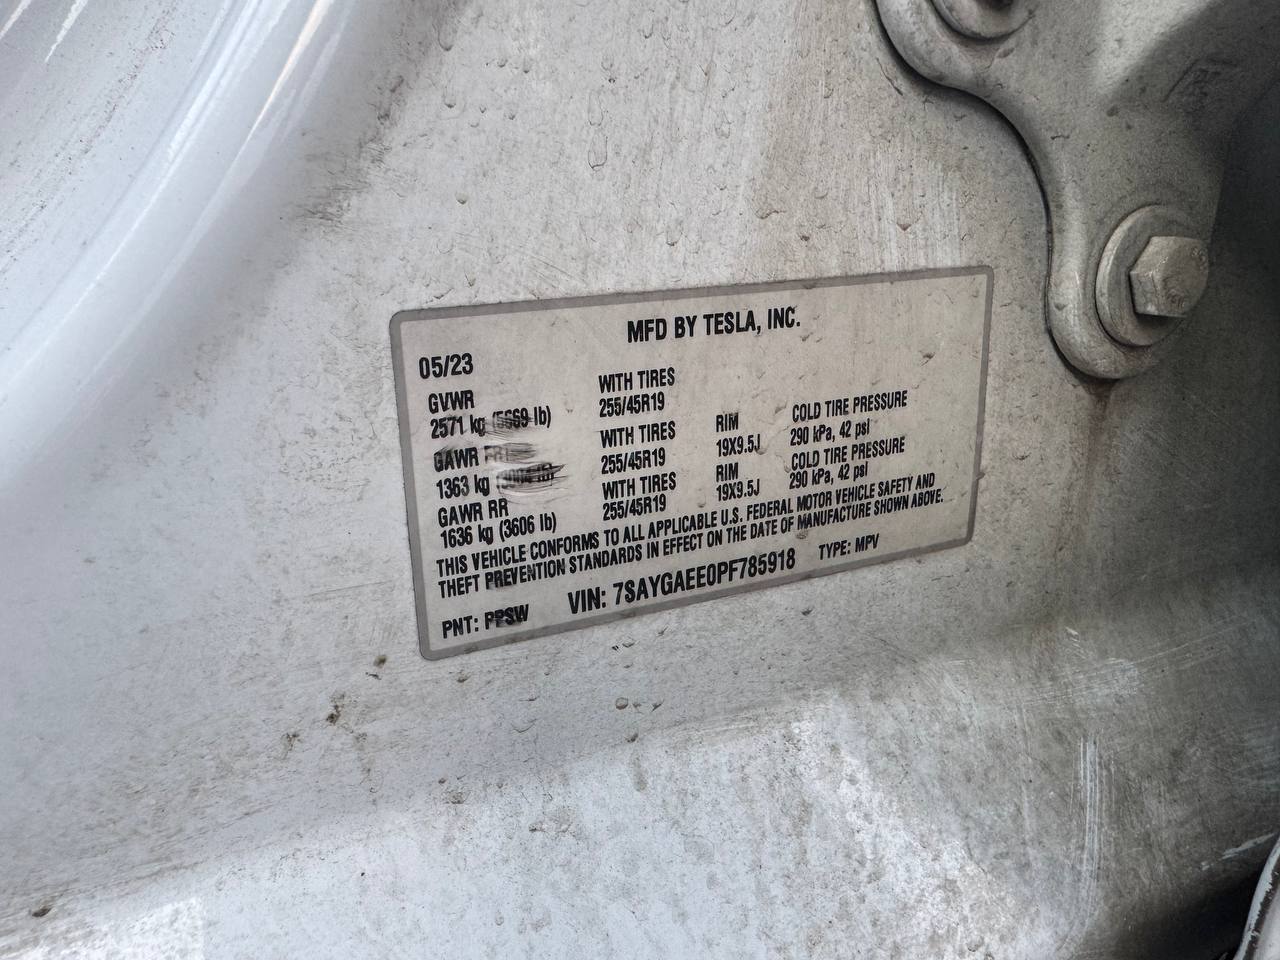 MFD BY TESLA, INC.
05/23
GVWR WITH TIRES
2571 kg (5669 lb) 255/45R19
GAWR FRT WITH TIRES RIM COLD TIRE PRESSURE
1363 kg (3004 lb) 255/45R19 19X9.5J 290 kPa, 42 psi
GAWR RR WITH TIRES RIM COLD TIRE PRESSURE
1636 kg (3606 lb) 255/45R19 19X9.5J 290 kPa, 42 psi
THIS VEHICLE CONFORMS TO ALL APPLICABLE U.S. FEDERAL MOTOR VEHICLE SAFETY AND
THEFT PREVENTION STANDARDS IN EFFECT ON THE DATE OF MANUFACTURE SHOWN ABOVE.
PNT: PPSW VIN: 7SAYGAEE0PF785918 TYPE: MPV